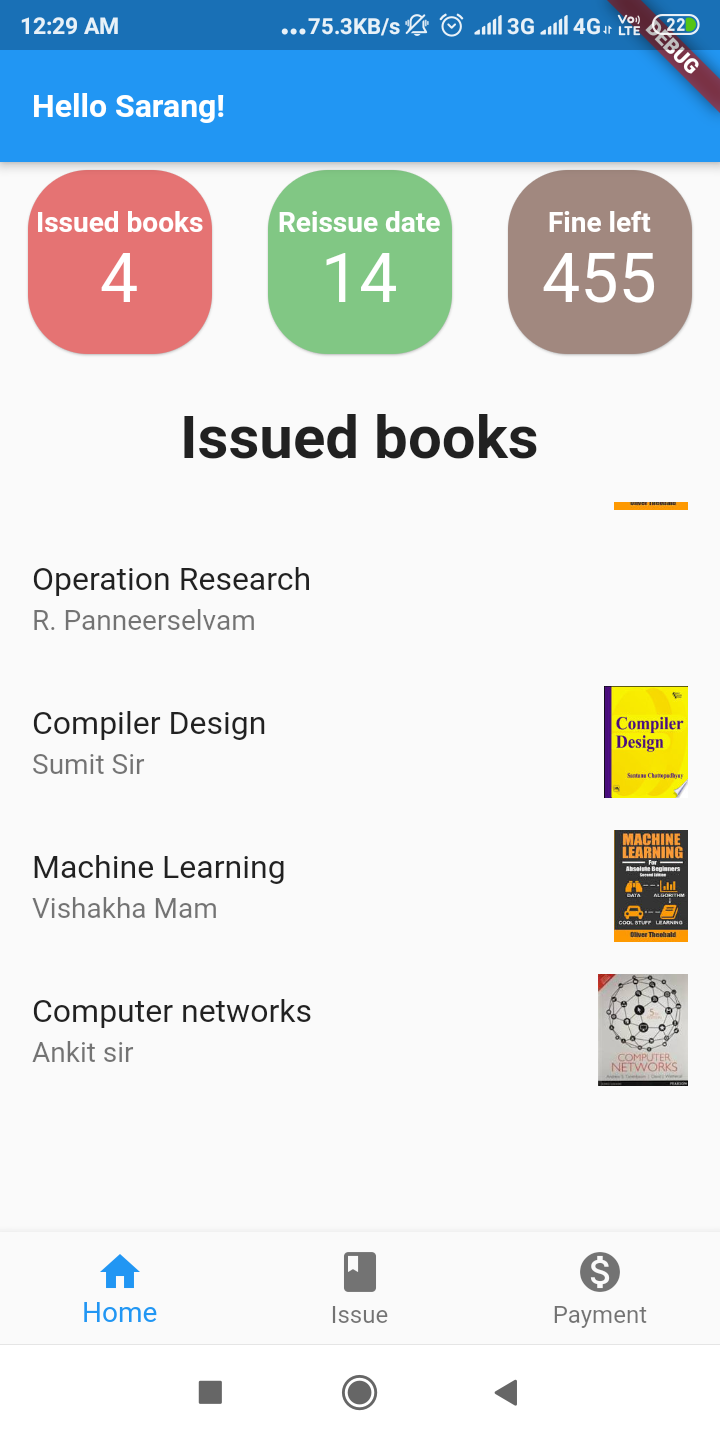 12:29 AM ...75.3KB/s 3G 4G Vo)) LTE 22
DEBUG
Hello Sarang!
Issued books
4
Reissue date
14
Fine left
455
Issued books
Oliver Theobald
Operation Research
R. Panneerselvam
Compiler Design
Sumit Sir
Compiler
Design
Santanu Chattopadhyay
Machine Learning
Vishakha Mam
MACHINE
LEARNING
For
Absolute Beginners
Second Edition
DATA ALGORITHM
COOL STUFF LEARNING
Oliver Theobald
Computer networks
Ankit sir
COMPUTER
NETWORKS
PEARSON
Home
Issue
Payment